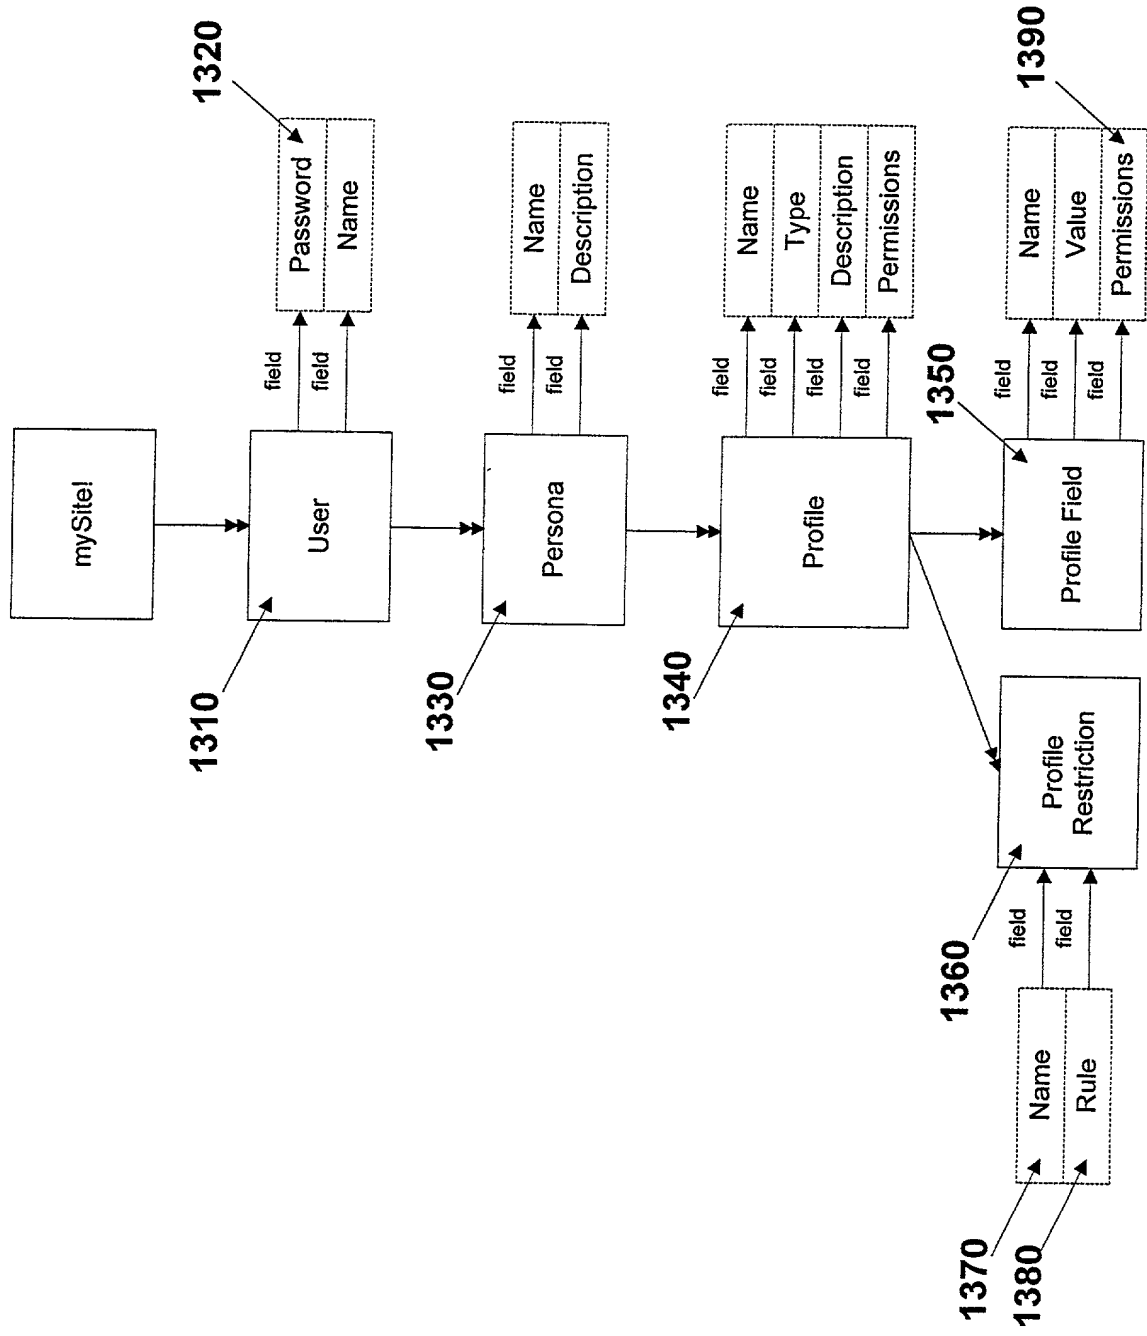 mySite!
1310
User
field
field
Password
Name
1320
1330
Persona
field
field
Name
Description
1340
Profile
field
field
field
field
Name
Type
Description
Permissions
1370
1380
Name
Rule
field
field
1360
Profile
Restriction
Profile Field
1350
field
field
field
Name
Value
Permissions
1390